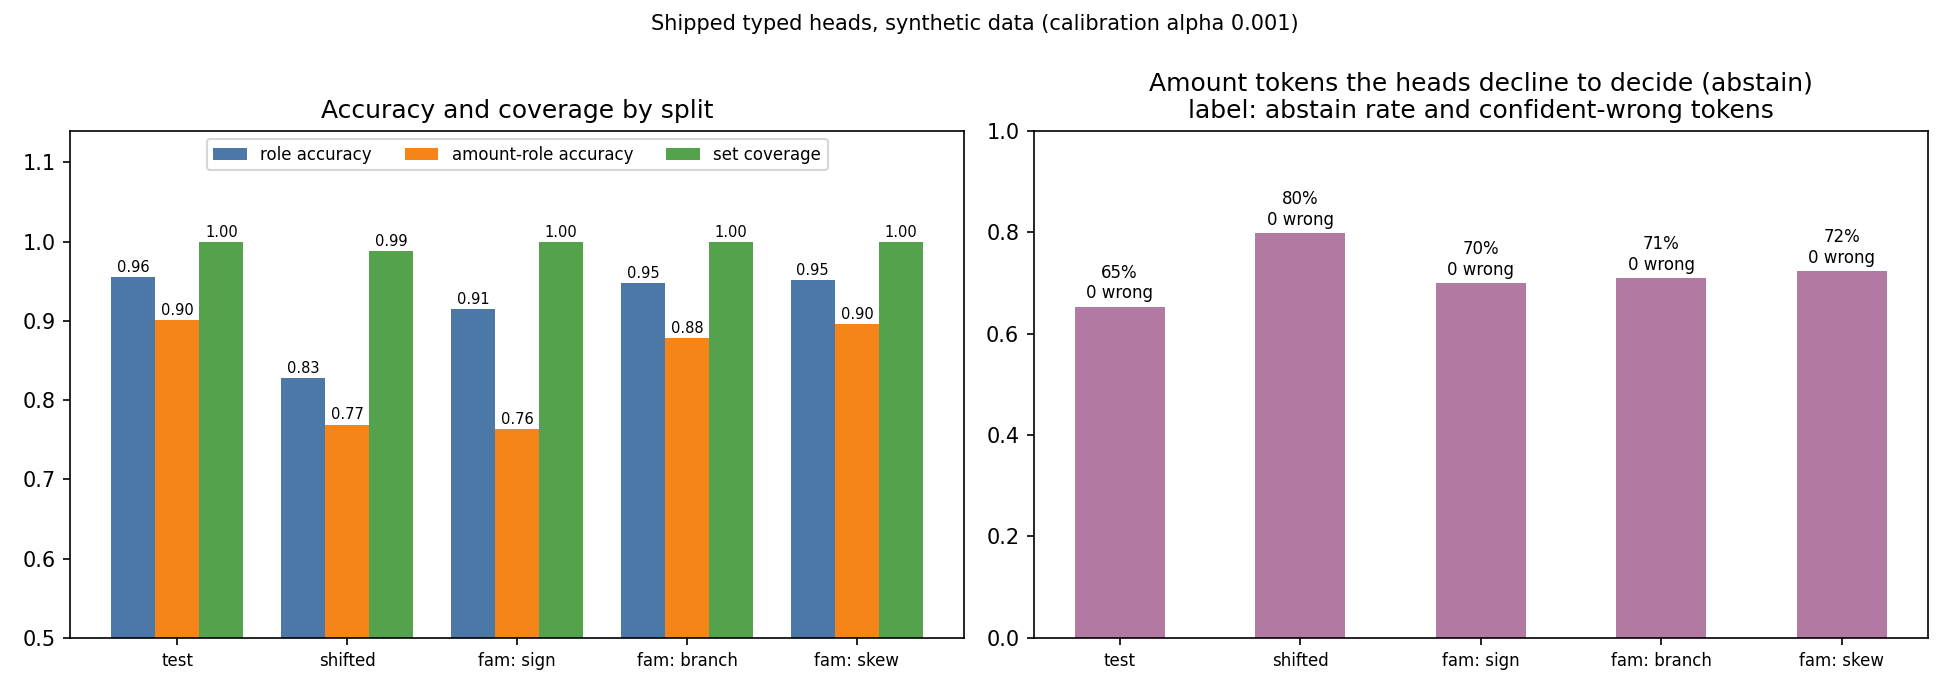 Shipped typed heads, synthetic data (calibration alpha 0.001)
Accuracy and coverage by split
role accuracy
amount-role accuracy
set coverage
1.1
1.0
0.9
0.8
0.7
0.6
0.5
0.96
0.90
1.00
0.83
0.77
0.99
0.91
0.76
1.00
0.95
0.88
1.00
0.95
0.90
1.00
test
shifted
fam: sign
fam: branch
fam: skew
Amount tokens the heads decline to decide (abstain)
label: abstain rate and confident-wrong tokens
1.0
0.8
0.6
0.4
0.2
0.0
65%
0 wrong
80%
0 wrong
70%
0 wrong
71%
0 wrong
72%
0 wrong
test
shifted
fam: sign
fam: branch
fam: skew